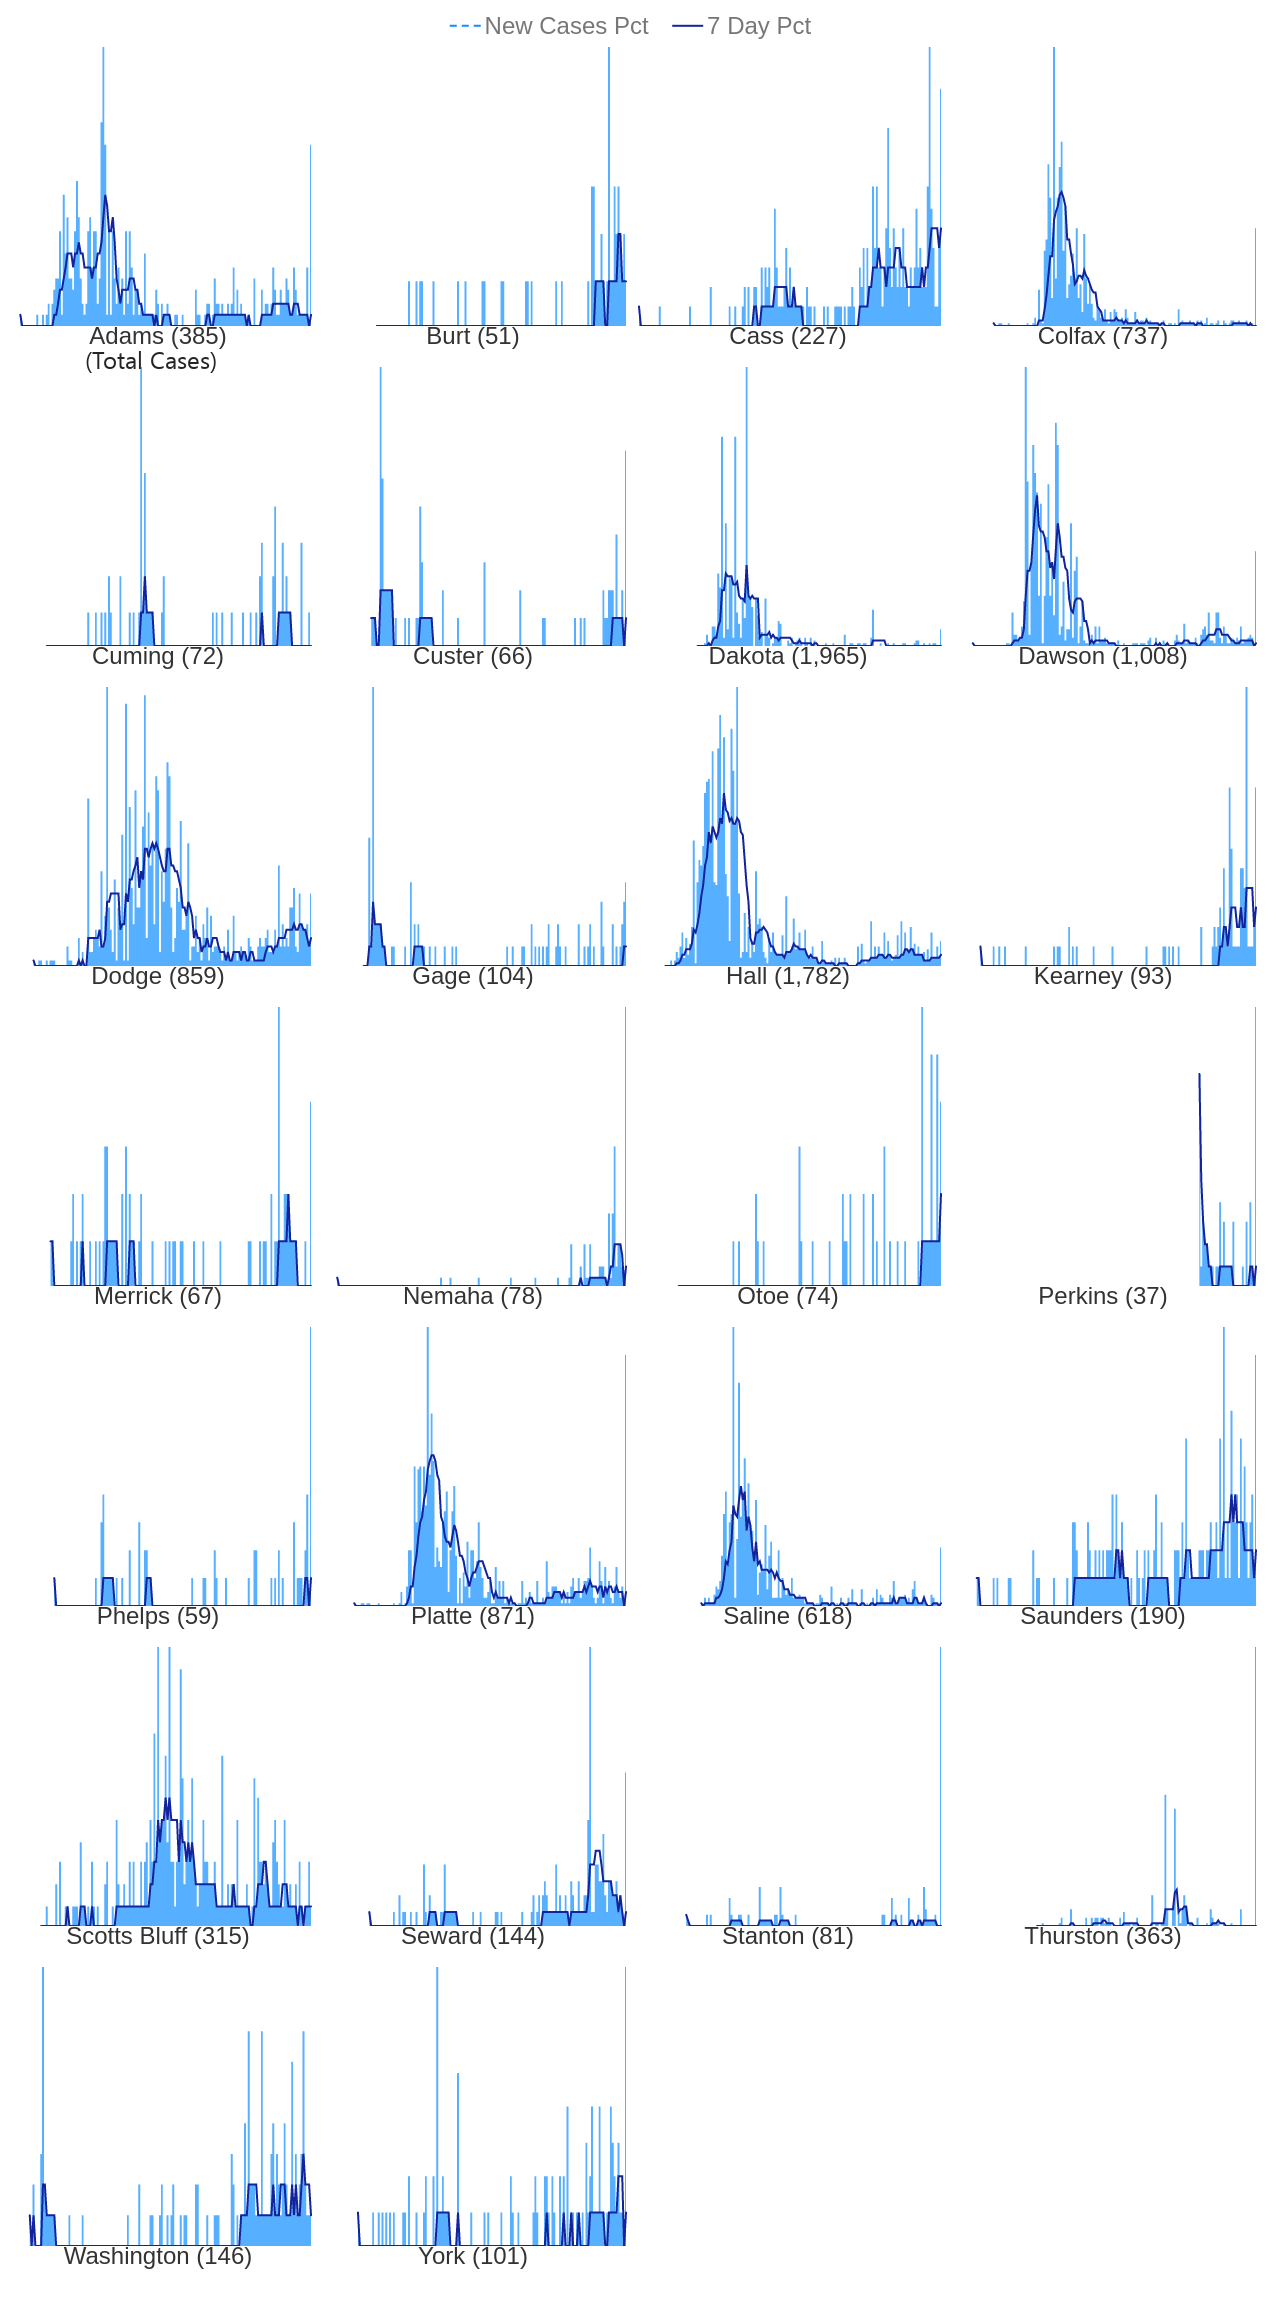 New Cases Pct 7 Day Pct
Adams (385) Burt (51) Cass (227) Colfax (737)
(Total Cases)
Cuming (72) Custer (66) Dakota (1,965) Dawson (1,008)
Dodge (859) Gage (104) Hall (1,782) Kearney (93)
Merrick (67) Nemaha (78) Otoe (74) Perkins (37)
Phelps (59) Platte (871) Saline (618) Saunders (190)
Scotts Bluff (315) Seward (144) Stanton (81) Thurston (363)
Washington (146) York (101)